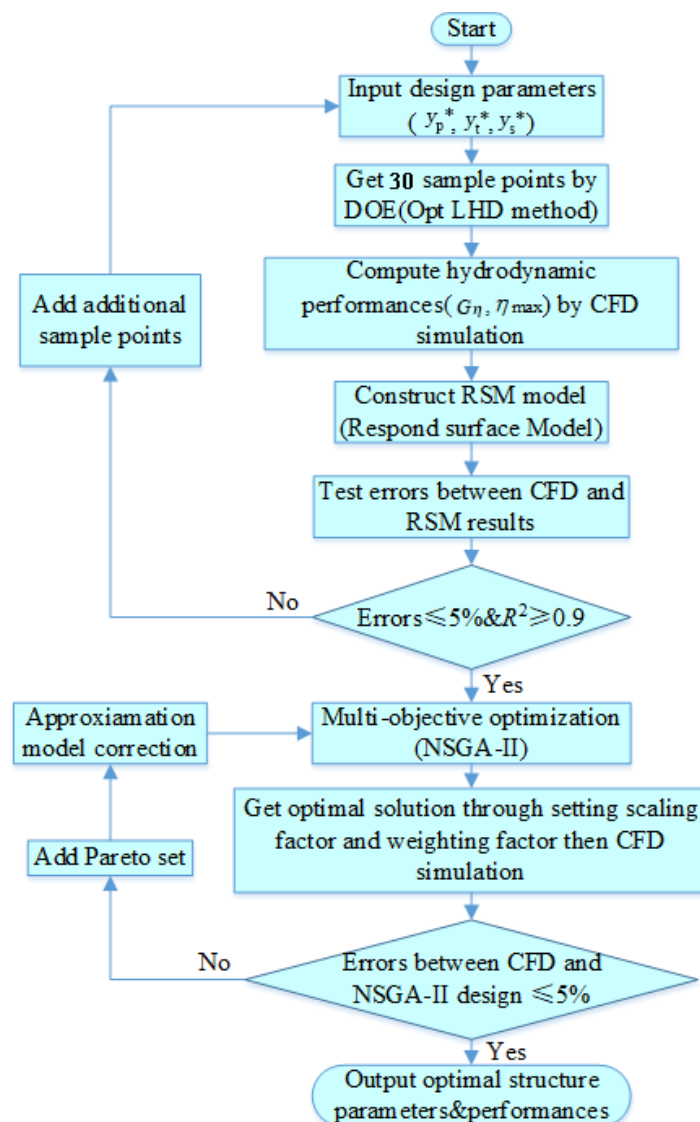 Start
Input design parameters
( yₚ*, yₜ*, yₛ*)
Get 30 sample points by
DOE(Opt LHD method)
Compute hydrodynamic
performances( Gη, ηmax) by CFD
simulation
Add additional
sample points
Construct RSM model
(Respond surface Model)
Test errors between CFD and
RSM results
No
Errors≤5%&R²≥0.9
Yes
Approxiamation
model correction
Multi-objective optimization
(NSGA-II)
Get optimal solution through setting scaling
factor and weighting factor then CFD
simulation
Add Pareto set
No
Errors between CFD and
NSGA-II design ≤5%
Yes
Output optimal structure
parameters&performances